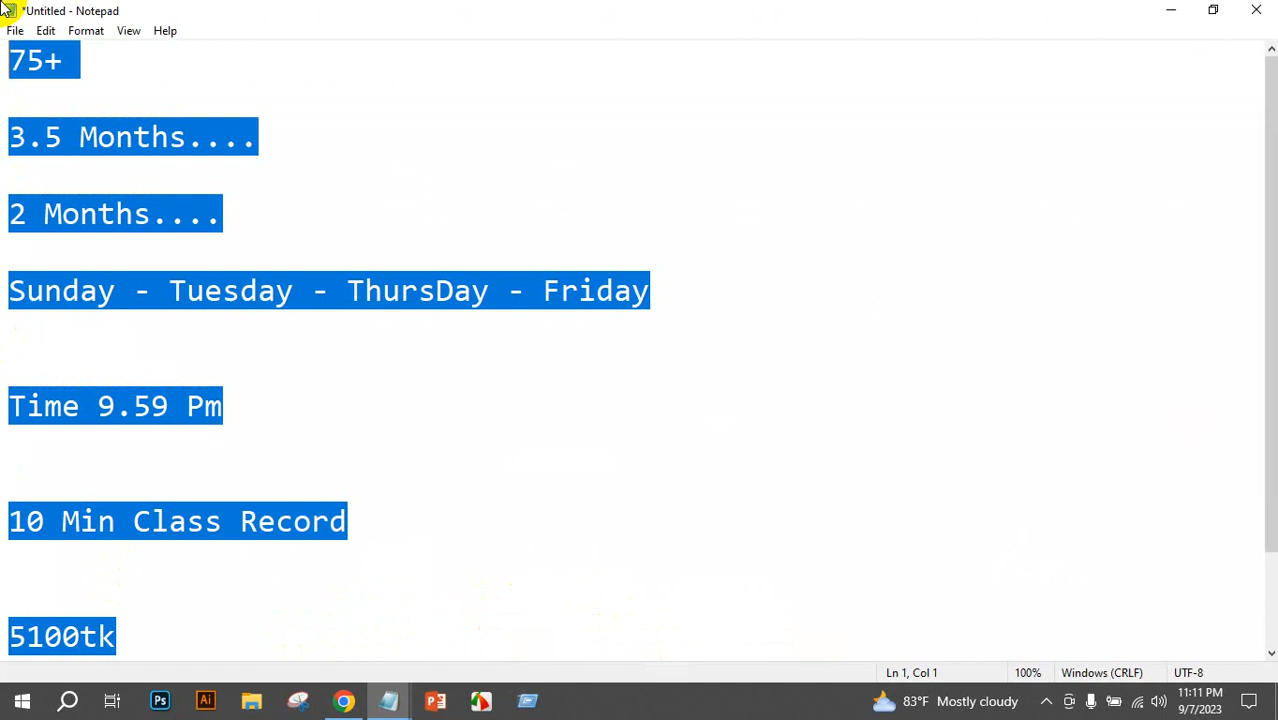 *Untitled - Notepad
File Edit Format View Help
75+
3.5 Months....
2 Months....
Sunday - Tuesday - ThursDay - Friday
Time 9.59 Pm
10 Min Class Record
5100tk
Ln 1, Col 1 100% Windows (CRLF) UTF-8
Ps Ai 83°F Mostly cloudy 11:11 PM
9/7/2023